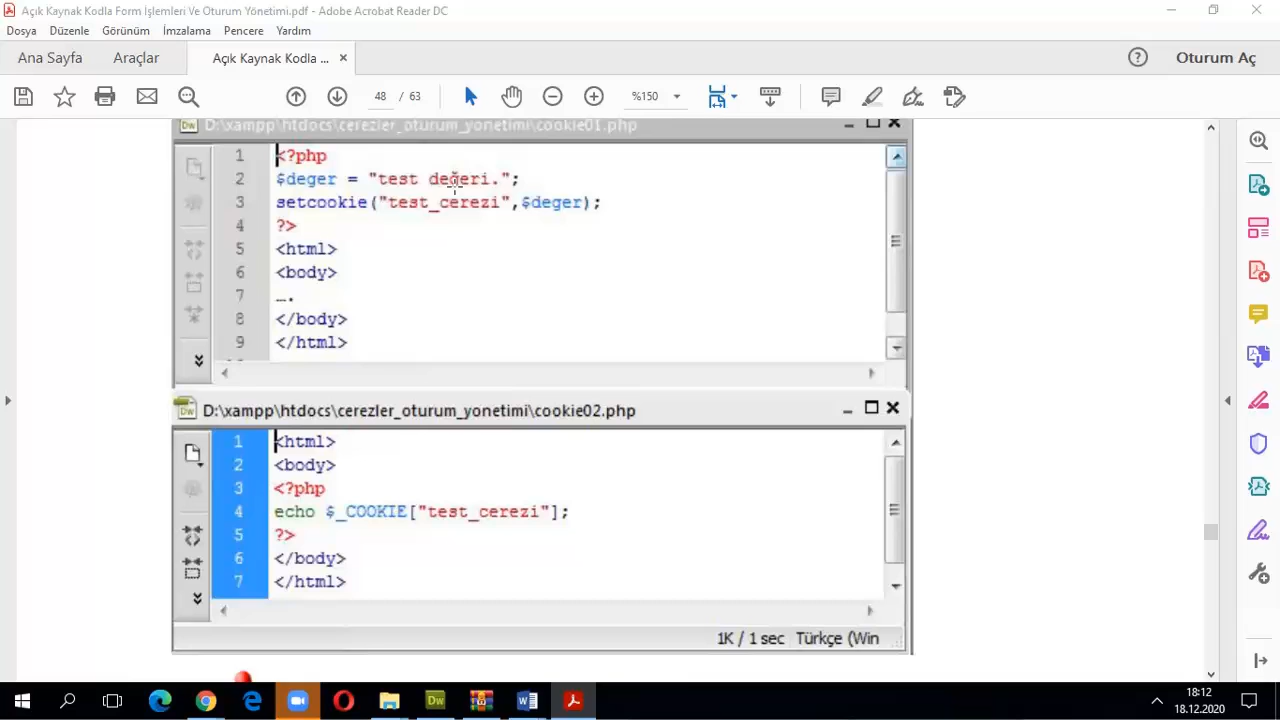 Açık Kaynak Kodla Form İşlemleri Ve Oturum Yönetimi.pdf - Adobe Acrobat Reader DC
Dosya Düzenle Görünüm İmzalama Pencere Yardım
Ana Sayfa Araçlar Açık Kaynak Kodla ... × ? Oturum Aç
48 / 63 %150
Dw D:\xampp\htdocs\cerezler_oturum_yonetimi\cookie01.php
1 <?php
2 $deger = "test değeri.";
3 setcookie("test_cerezi",$deger);
4 ?>
5 <html>
6 <body>
7 ….
8 </body>
9 </html>
Dw D:\xampp\htdocs\cerezler_oturum_yonetimi\cookie02.php
1 <html>
2 <body>
3 <?php
4 echo $_COOKIE["test_cerezi"];
5 ?>
6 </body>
7 </html>
1K / 1 sec Türkçe (Win
Dw W
18:12
18.12.2020